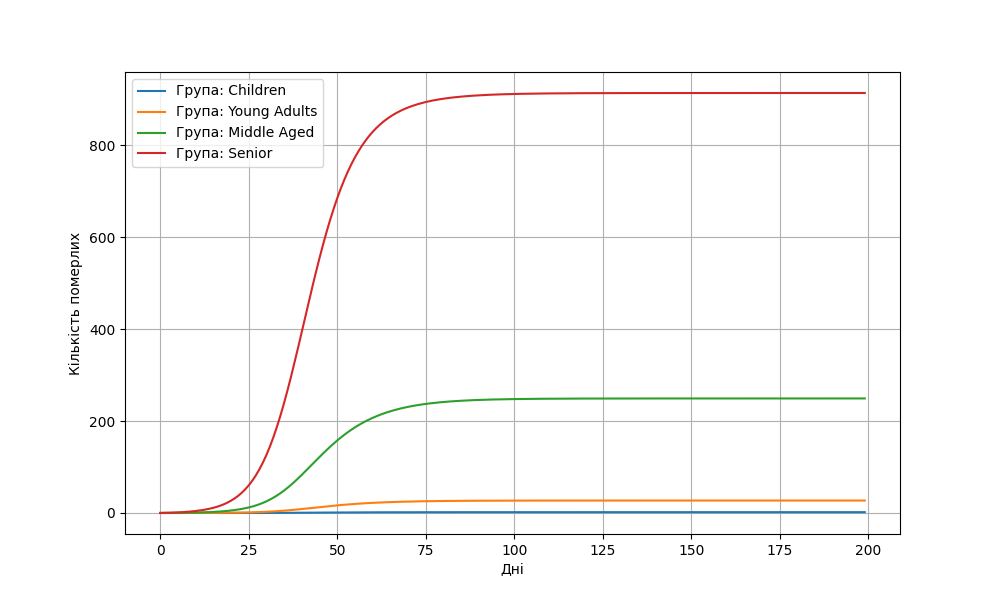 Група: Children
Група: Young Adults
Група: Middle Aged
Група: Senior
Кількість померлих
800
600
400
200
0
0 25 50 75 100 125 150 175 200
Дні